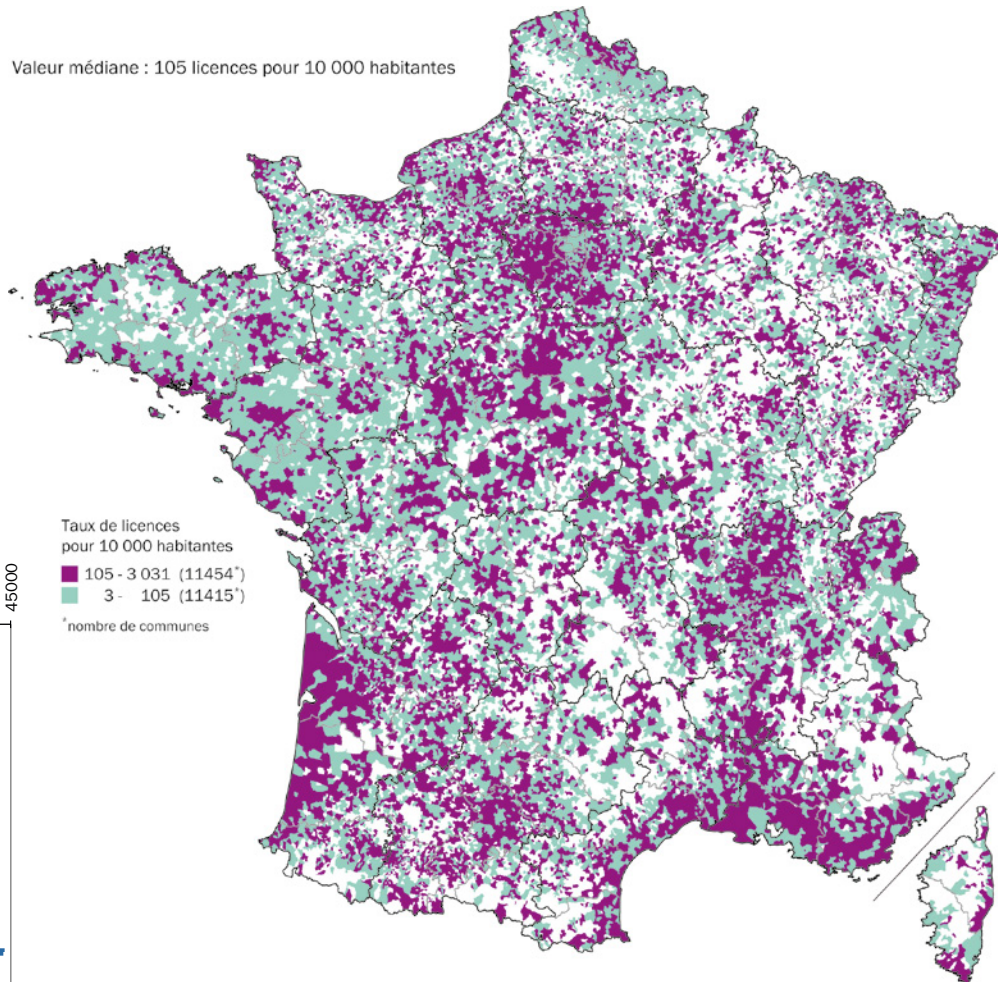 Valeur médiane : 105 licences pour 10 000 habitantes
Taux de licences
pour 10 000 habitantes
105 - 3 031 (11454*)
3 - 105 (11415*)
*nombre de communes
45000